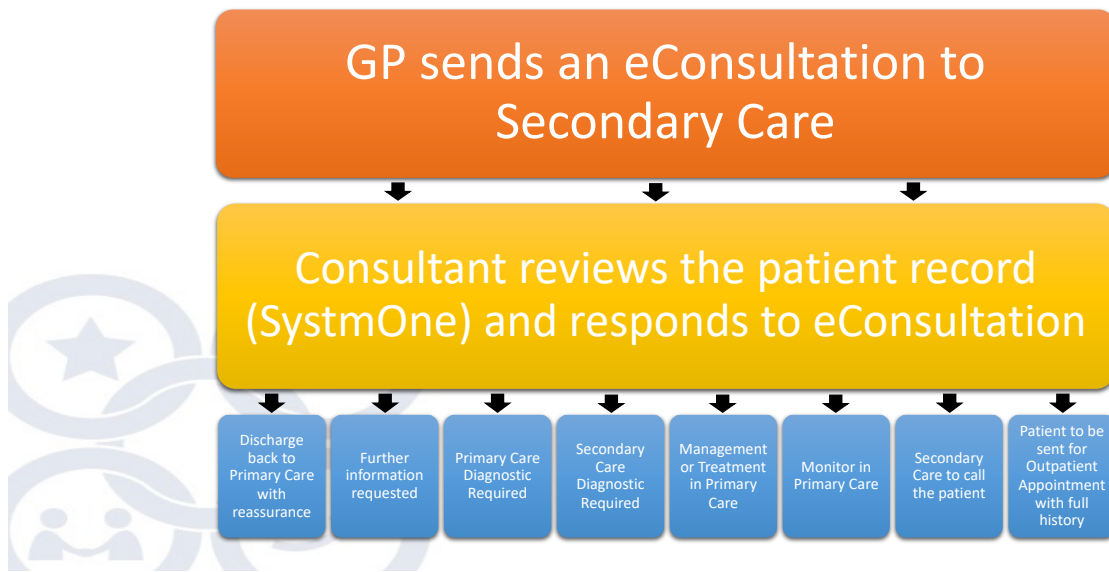 GP sends an eConsultation to
Secondary Care
Consultant reviews the patient record
(SystmOne) and responds to eConsultation
Discharge
back to
Primary Care
with
reassurance
Further
information
requested
Primary Care
Diagnostic
Required
Secondary
Care
Diagnostic
Required
Management
or Treatment
in Primary
Care
Monitor in
Primary Care
Secondary
Care to call
the patient
Patient to be
sent for
Outpatient
Appointment
with full
history